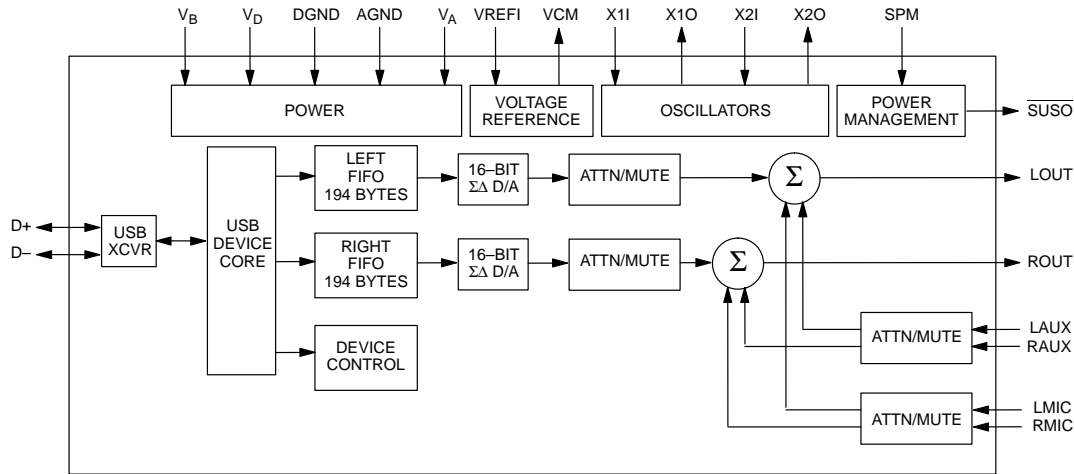 VB VD DGND AGND VA VREFI VCM X1I X1O X2I X2O SPM
POWER
VOLTAGE
REFERENCE
OSCILLATORS
POWER
MANAGEMENT
SUSO
LEFT
FIFO
194 BYTES
16–BIT
ΣΔ D/A
ATTN/MUTE
Σ
LOUT
D+
D–
USB
XCVR
USB
DEVICE
CORE
RIGHT
FIFO
194 BYTES
16–BIT
ΣΔ D/A
ATTN/MUTE
Σ
ROUT
DEVICE
CONTROL
ATTN/MUTE
LAUX
RAUX
ATTN/MUTE
LMIC
RMIC